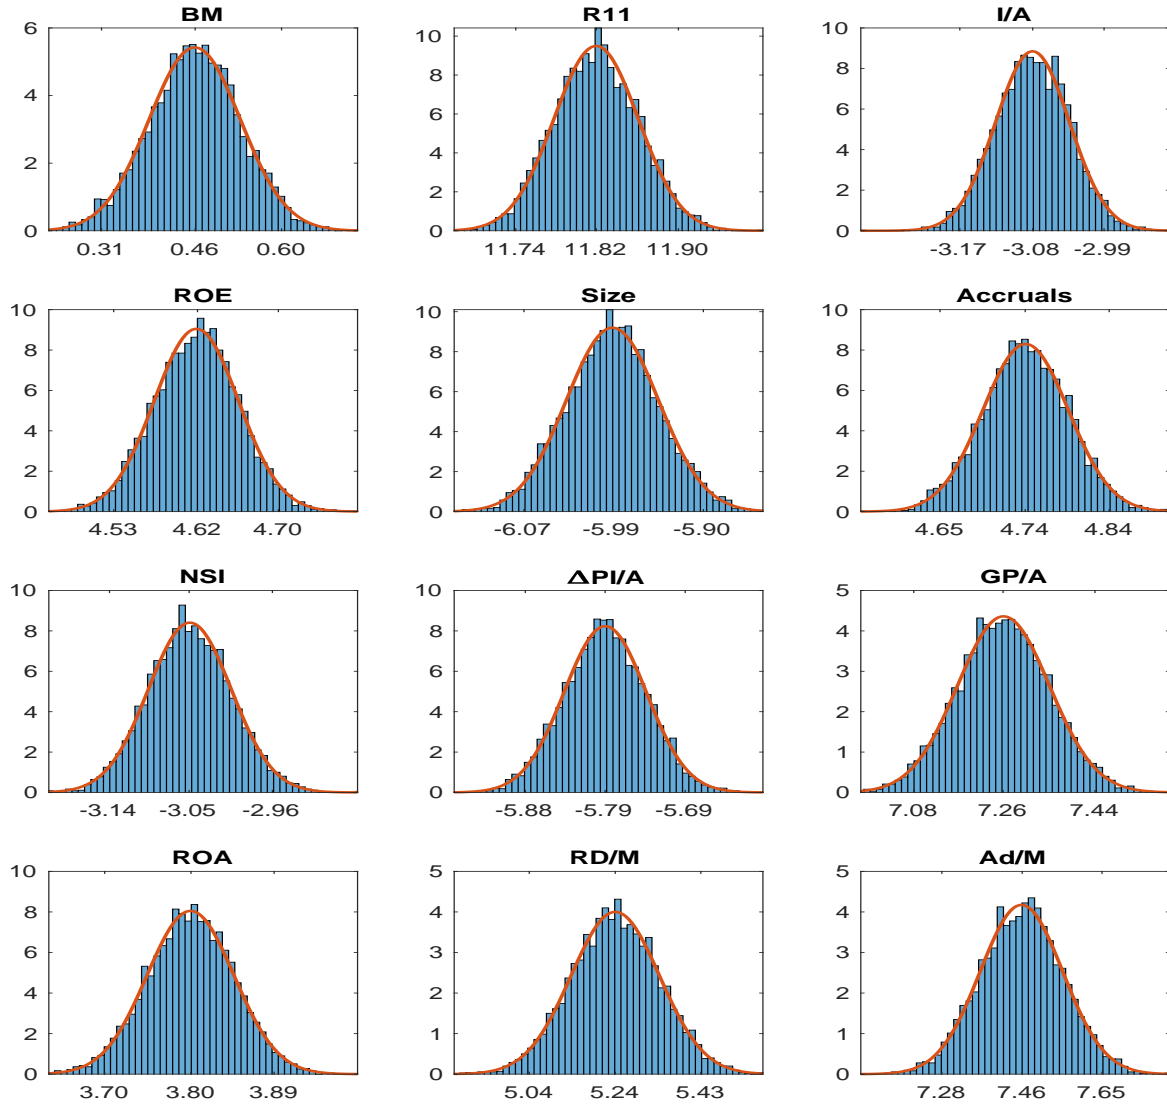 BM
6
4
2
0
0.31 0.46 0.60
R11
10
8
6
4
2
0
11.74 11.82 11.90
I/A
8
6
4
2
0
-3.17 -3.08 -2.99
ROE
10
8
6
4
2
0
4.53 4.62 4.70
Size
10
8
6
4
2
0
-6.07 -5.99 -5.90
Accruals
10
8
6
4
2
0
4.65 4.74 4.84
NSI
10
8
6
4
2
0
-3.14 -3.05 -2.96
ΔPI/A
10
8
6
4
2
0
-5.88 -5.79 -5.69
GP/A
5
4
3
2
1
0
7.08 7.26 7.44
ROA
10
8
6
4
2
0
3.70 3.80 3.89
RD/M
5
4
3
2
1
0
5.04 5.24 5.43
Ad/M
5
4
3
2
1
0
7.28 7.46 7.65